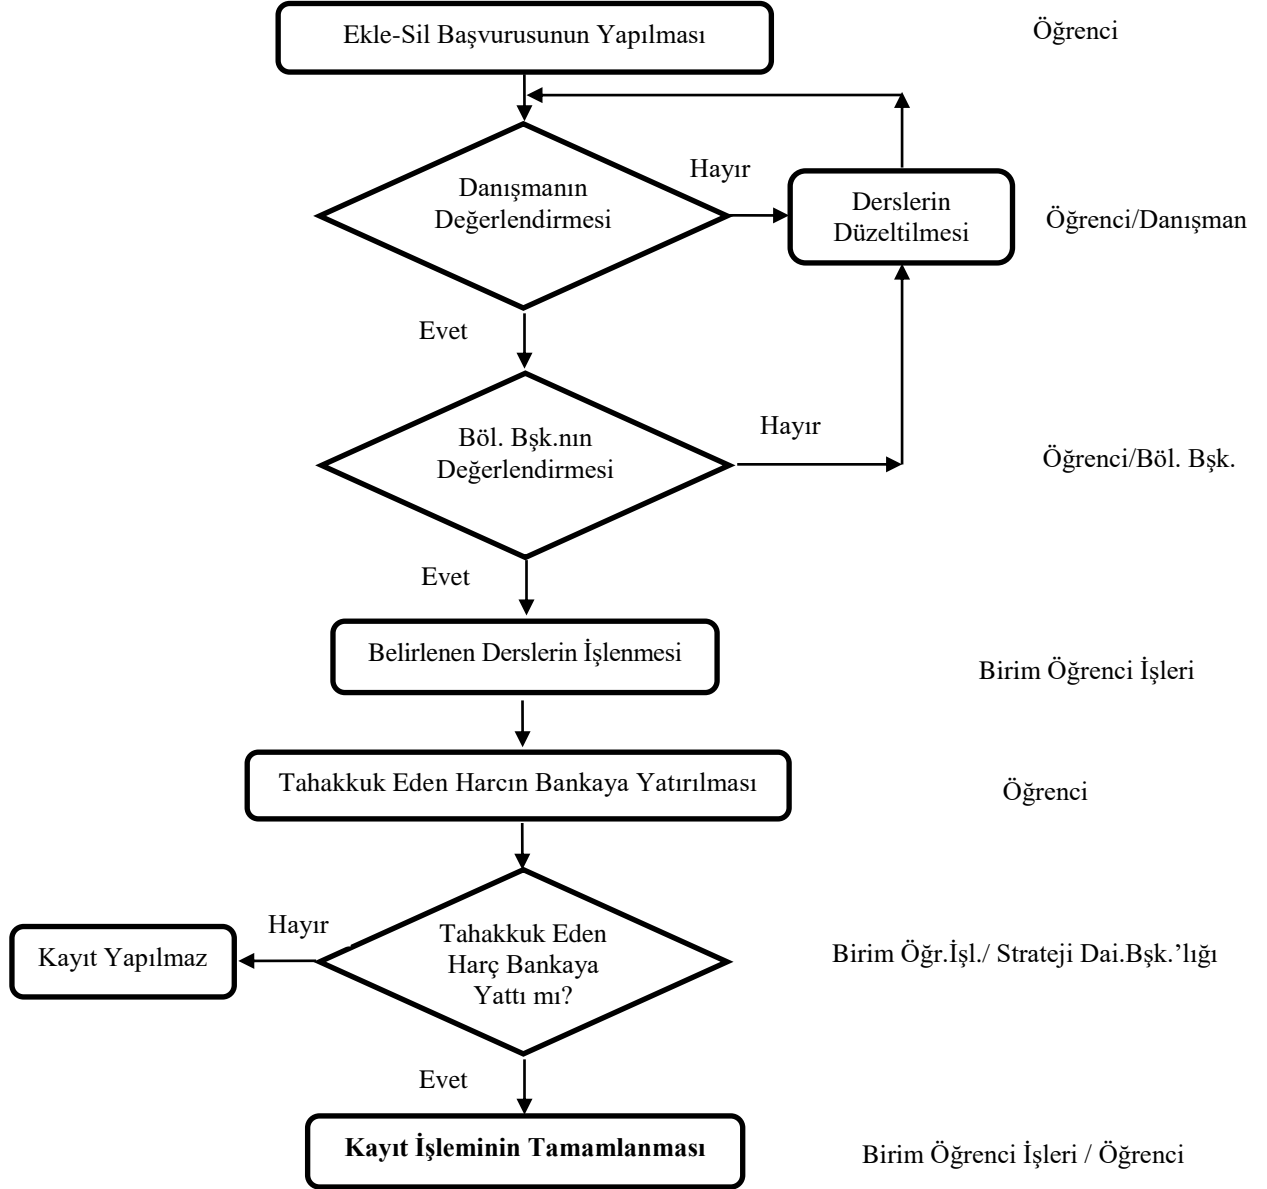 Ekle-Sil Başvurusunun Yapılması
Öğrenci
Hayır
Danışmanın
Değerlendirmesi
Derslerin
Düzeltilmesi
Öğrenci/Danışman
Evet
Hayır
Böl. Bşk.nın
Değerlendirmesi
Öğrenci/Böl. Bşk.
Evet
Belirlenen Derslerin İşlenmesi
Birim Öğrenci İşleri
Tahakkuk Eden Harcın Bankaya Yatırılması
Öğrenci
Hayır
Kayıt Yapılmaz
Tahakkuk Eden
Harç Bankaya
Yattı mı?
Birim Öğr.İşl./ Strateji Dai.Bşk.’lığı
Evet
Kayıt İşleminin Tamamlanması
Birim Öğrenci İşleri / Öğrenci